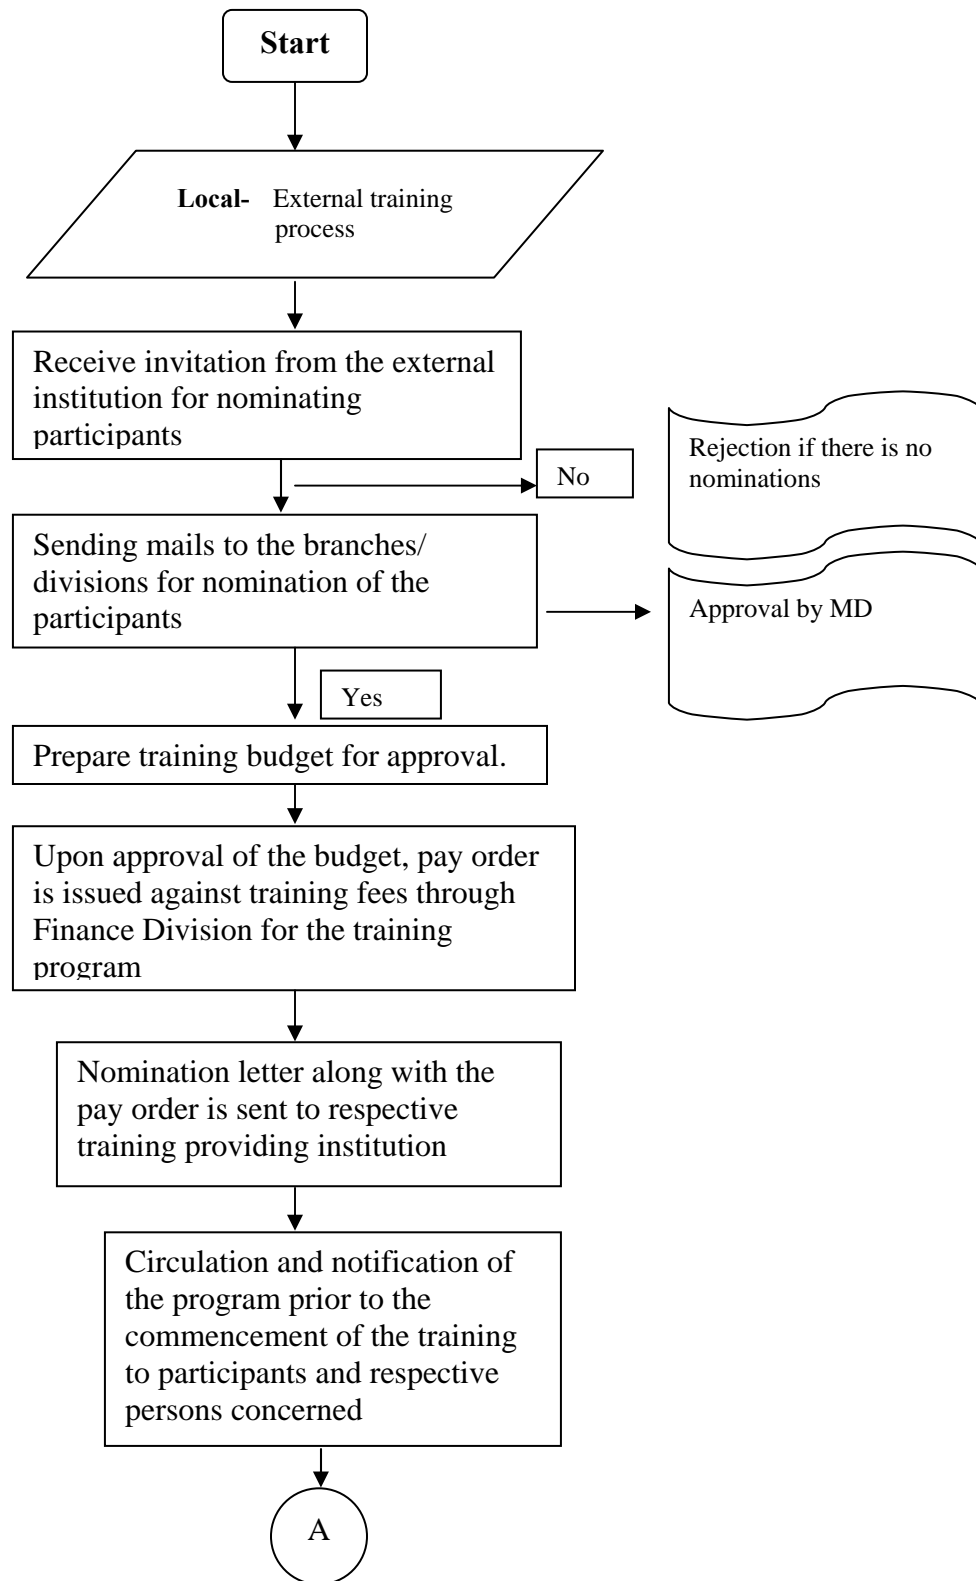 Start
Local- External training
process
Receive invitation from the external
institution for nominating
participants
No
Rejection if there is no
nominations
Sending mails to the branches/
divisions for nomination of the
participants
Approval by MD
Yes
Prepare training budget for approval.
Upon approval of the budget, pay order
is issued against training fees through
Finance Division for the training
program
Nomination letter along with the
pay order is sent to respective
training providing institution
Circulation and notification of
the program prior to the
commencement of the training
to participants and respective
persons concerned
A